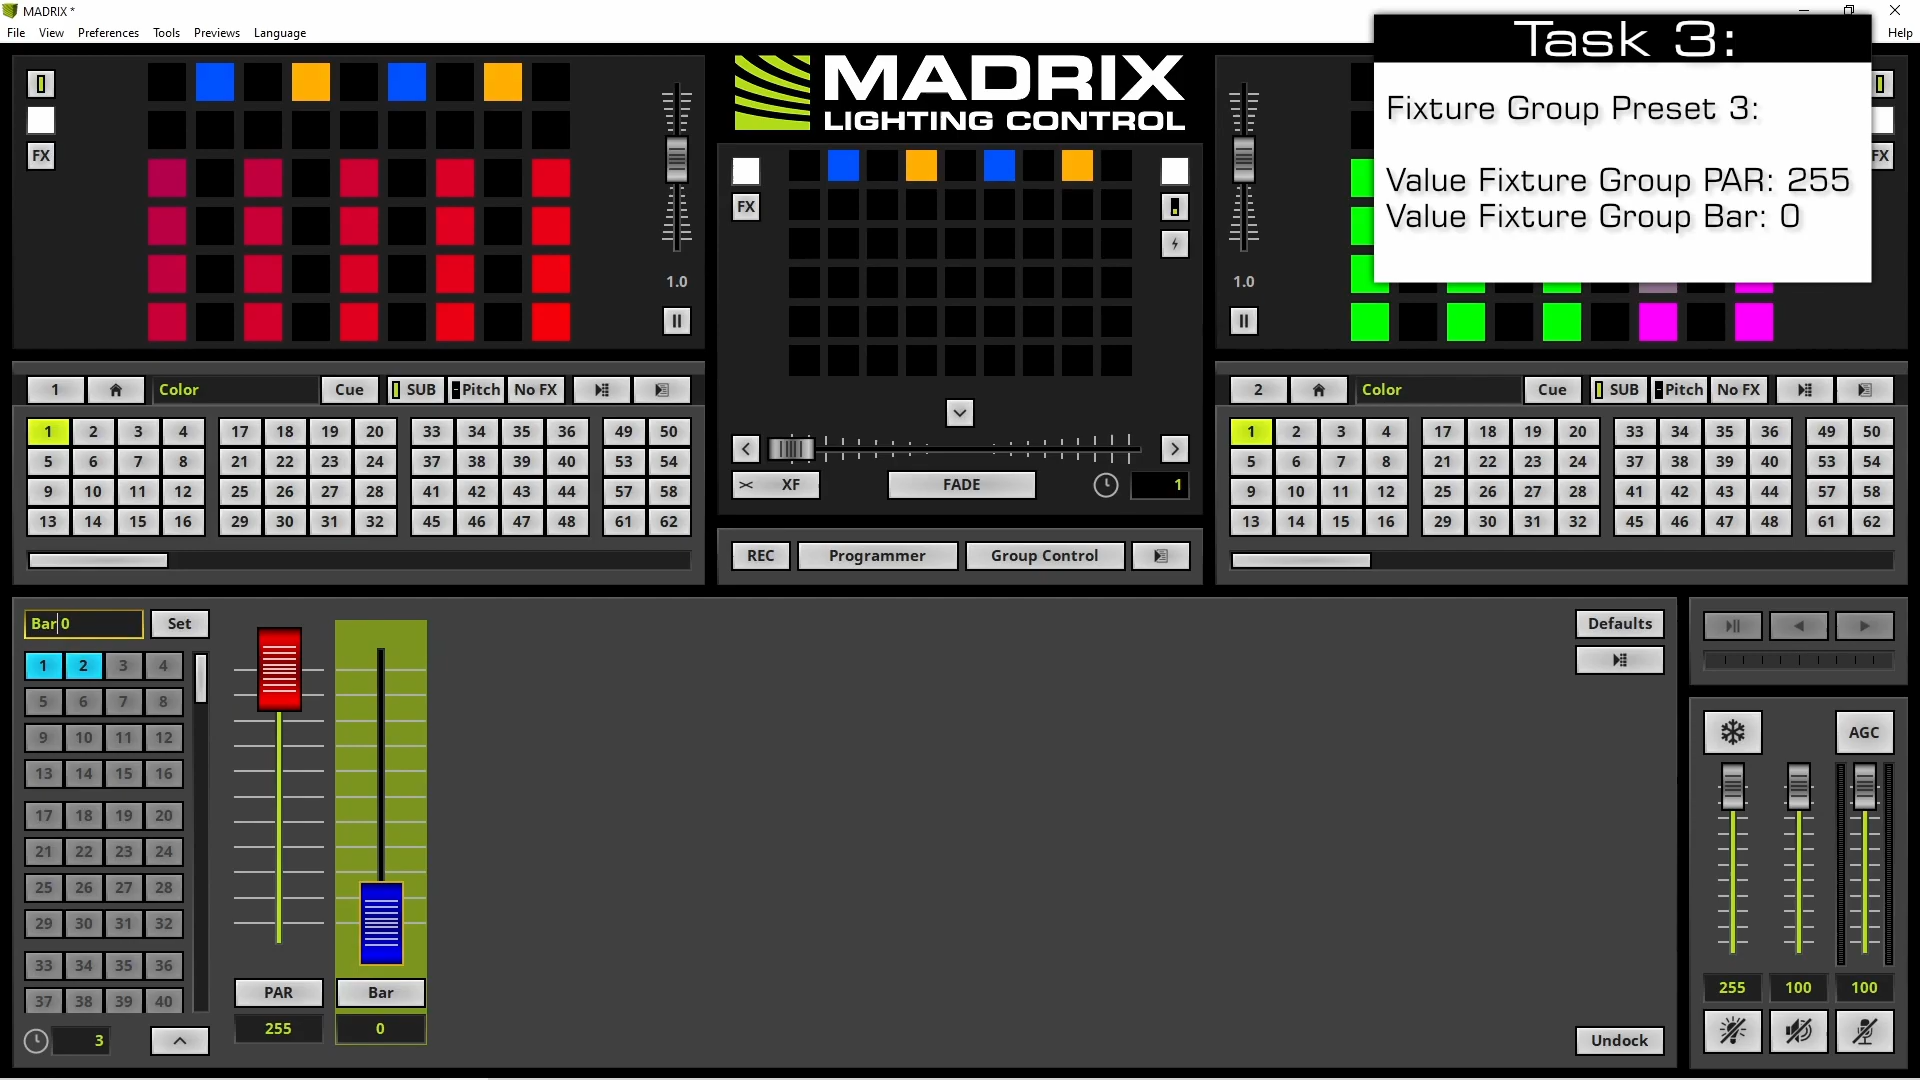 MADRIX *
File View Preferences Tools Previews Language Help
Task 3:
Fixture Group Preset 3:
Value Fixture Group PAR: 255
Value Fixture Group Bar: 0
MADRIX
LIGHTING CONTROL
FX
1.0
FX
1.0
FX
1 Color Cue SUB Pitch No FX
1 2 3 4 17 18 19 20 33 34 35 36 49 50
5 6 7 8 21 22 23 24 37 38 39 40 53 54
9 10 11 12 25 26 27 28 41 42 43 44 57 58
13 14 15 16 29 30 31 32 45 46 47 48 61 62
XF FADE 1
REC Programmer Group Control
2 Color Cue SUB Pitch No FX
1 2 3 4 17 18 19 20 33 34 35 36 49 50
5 6 7 8 21 22 23 24 37 38 39 40 53 54
9 10 11 12 25 26 27 28 41 42 43 44 57 58
13 14 15 16 29 30 31 32 45 46 47 48 61 62
Bar 0 Set
1 2 3 4
5 6 7 8
9 10 11 12
13 14 15 16
17 18 19 20
21 22 23 24
25 26 27 28
29 30 31 32
33 34 35 36
37 38 39 40
3
PAR Bar
255 0
Defaults
Undock
AGC
255 100 100